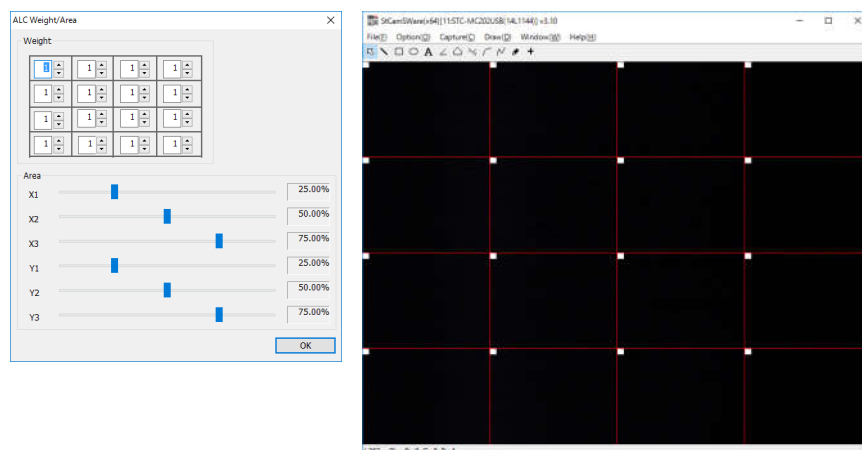 ALC Weight/Area
Weight
1 1 1 1
1 1 1 1
1 1 1 1
1 1 1 1
Area
X1 25.00%
X2 50.00%
X3 75.00%
Y1 25.00%
Y2 50.00%
Y3 75.00%
OK
StCamSWare(x64)[11:STC-MC202USB(14L1144)] v3.10
File(F) Option(O) Capture(C) Draw(D) Window(W) Help(H)
A